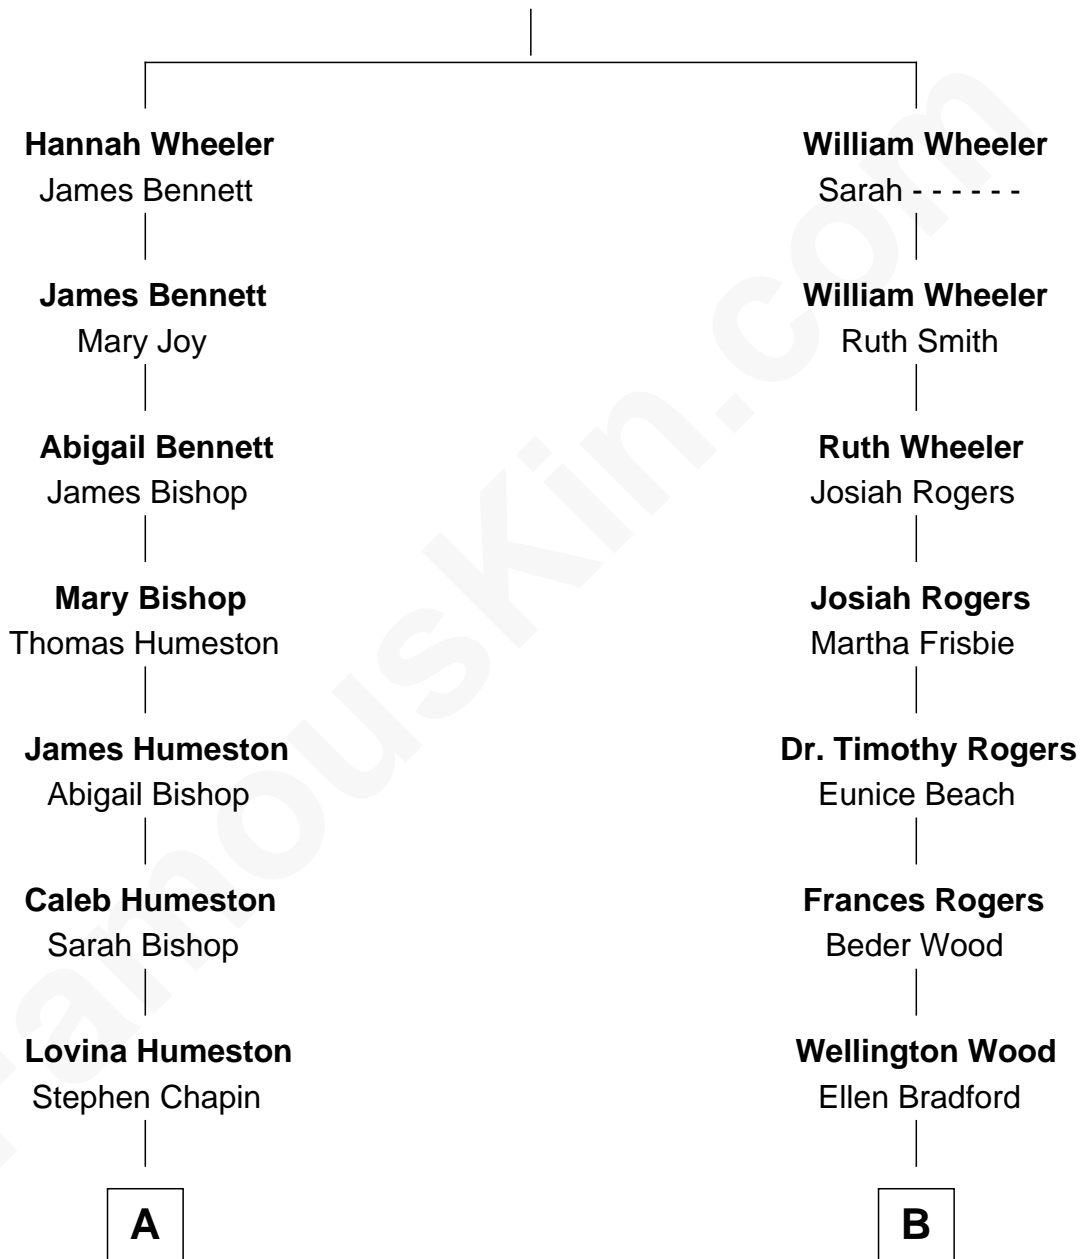 Hannah Wheeler
James Bennett
James Bennett
Mary Joy
Abigail Bennett
James Bishop
Mary Bishop
Thomas Humeston
James Humeston
Abigail Bishop
Caleb Humeston
Sarah Bishop
Lovina Humeston
Stephen Chapin
A
William Wheeler
Sarah - - - - - -
William Wheeler
Ruth Smith
Ruth Wheeler
Josiah Rogers
Josiah Rogers
Martha Frisbie
Dr. Timothy Rogers
Eunice Beach
Frances Rogers
Beder Wood
Wellington Wood
Ellen Bradford
B
FamousKin.com